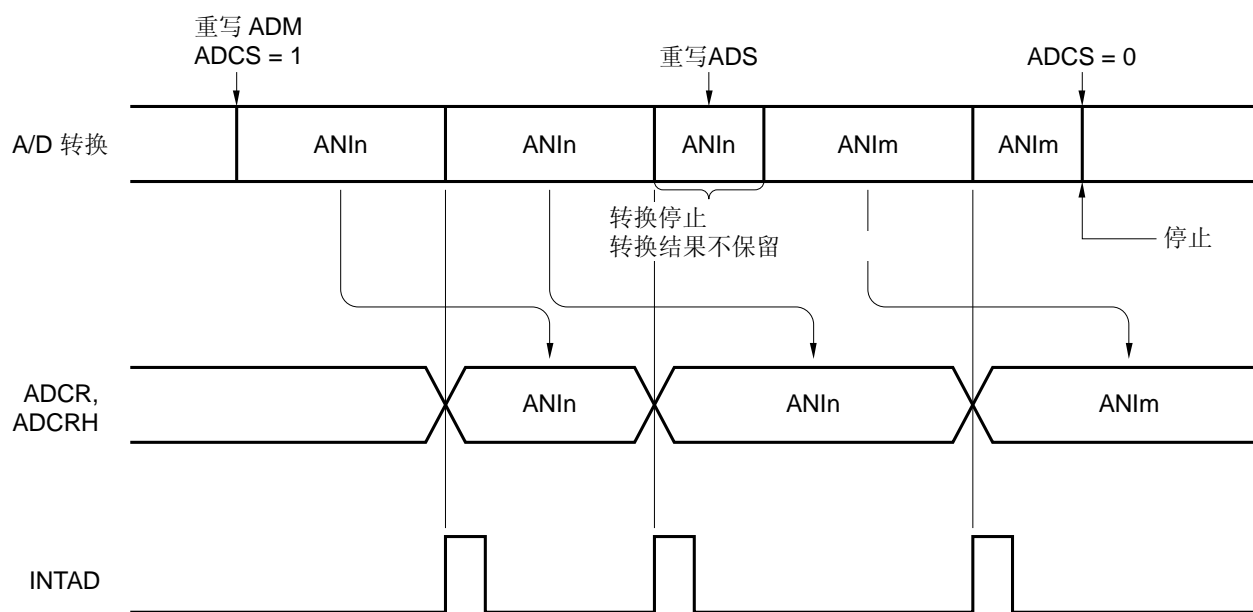 重写 ADM
ADCS = 1
重写ADS
ADCS = 0
A/D 转换
ANIn
ANIn
ANIn
ANIm
ANIm
转换停止
转换结果不保留
停止
ADCR,
ADCRH
ANIn
ANIn
ANIm
INTAD